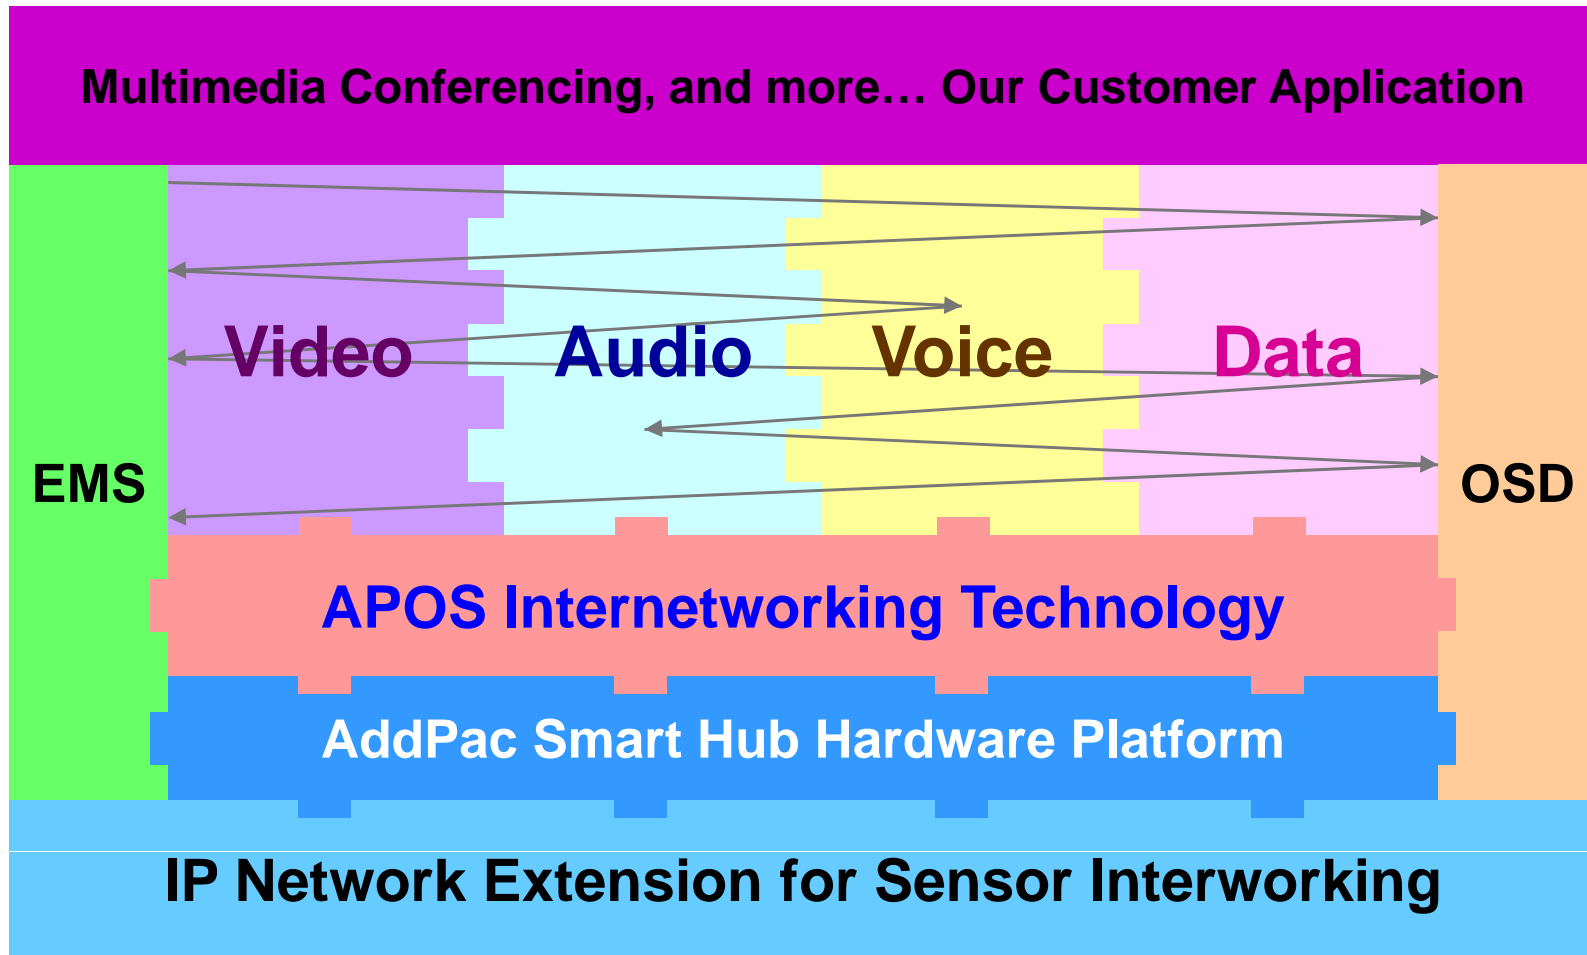 Multimedia Conferencing, and more… Our Customer Application
Video Audio Voice Data
EMS OSD
APOS Internetworking Technology
AddPac Smart Hub Hardware Platform
IP Network Extension for Sensor Interworking